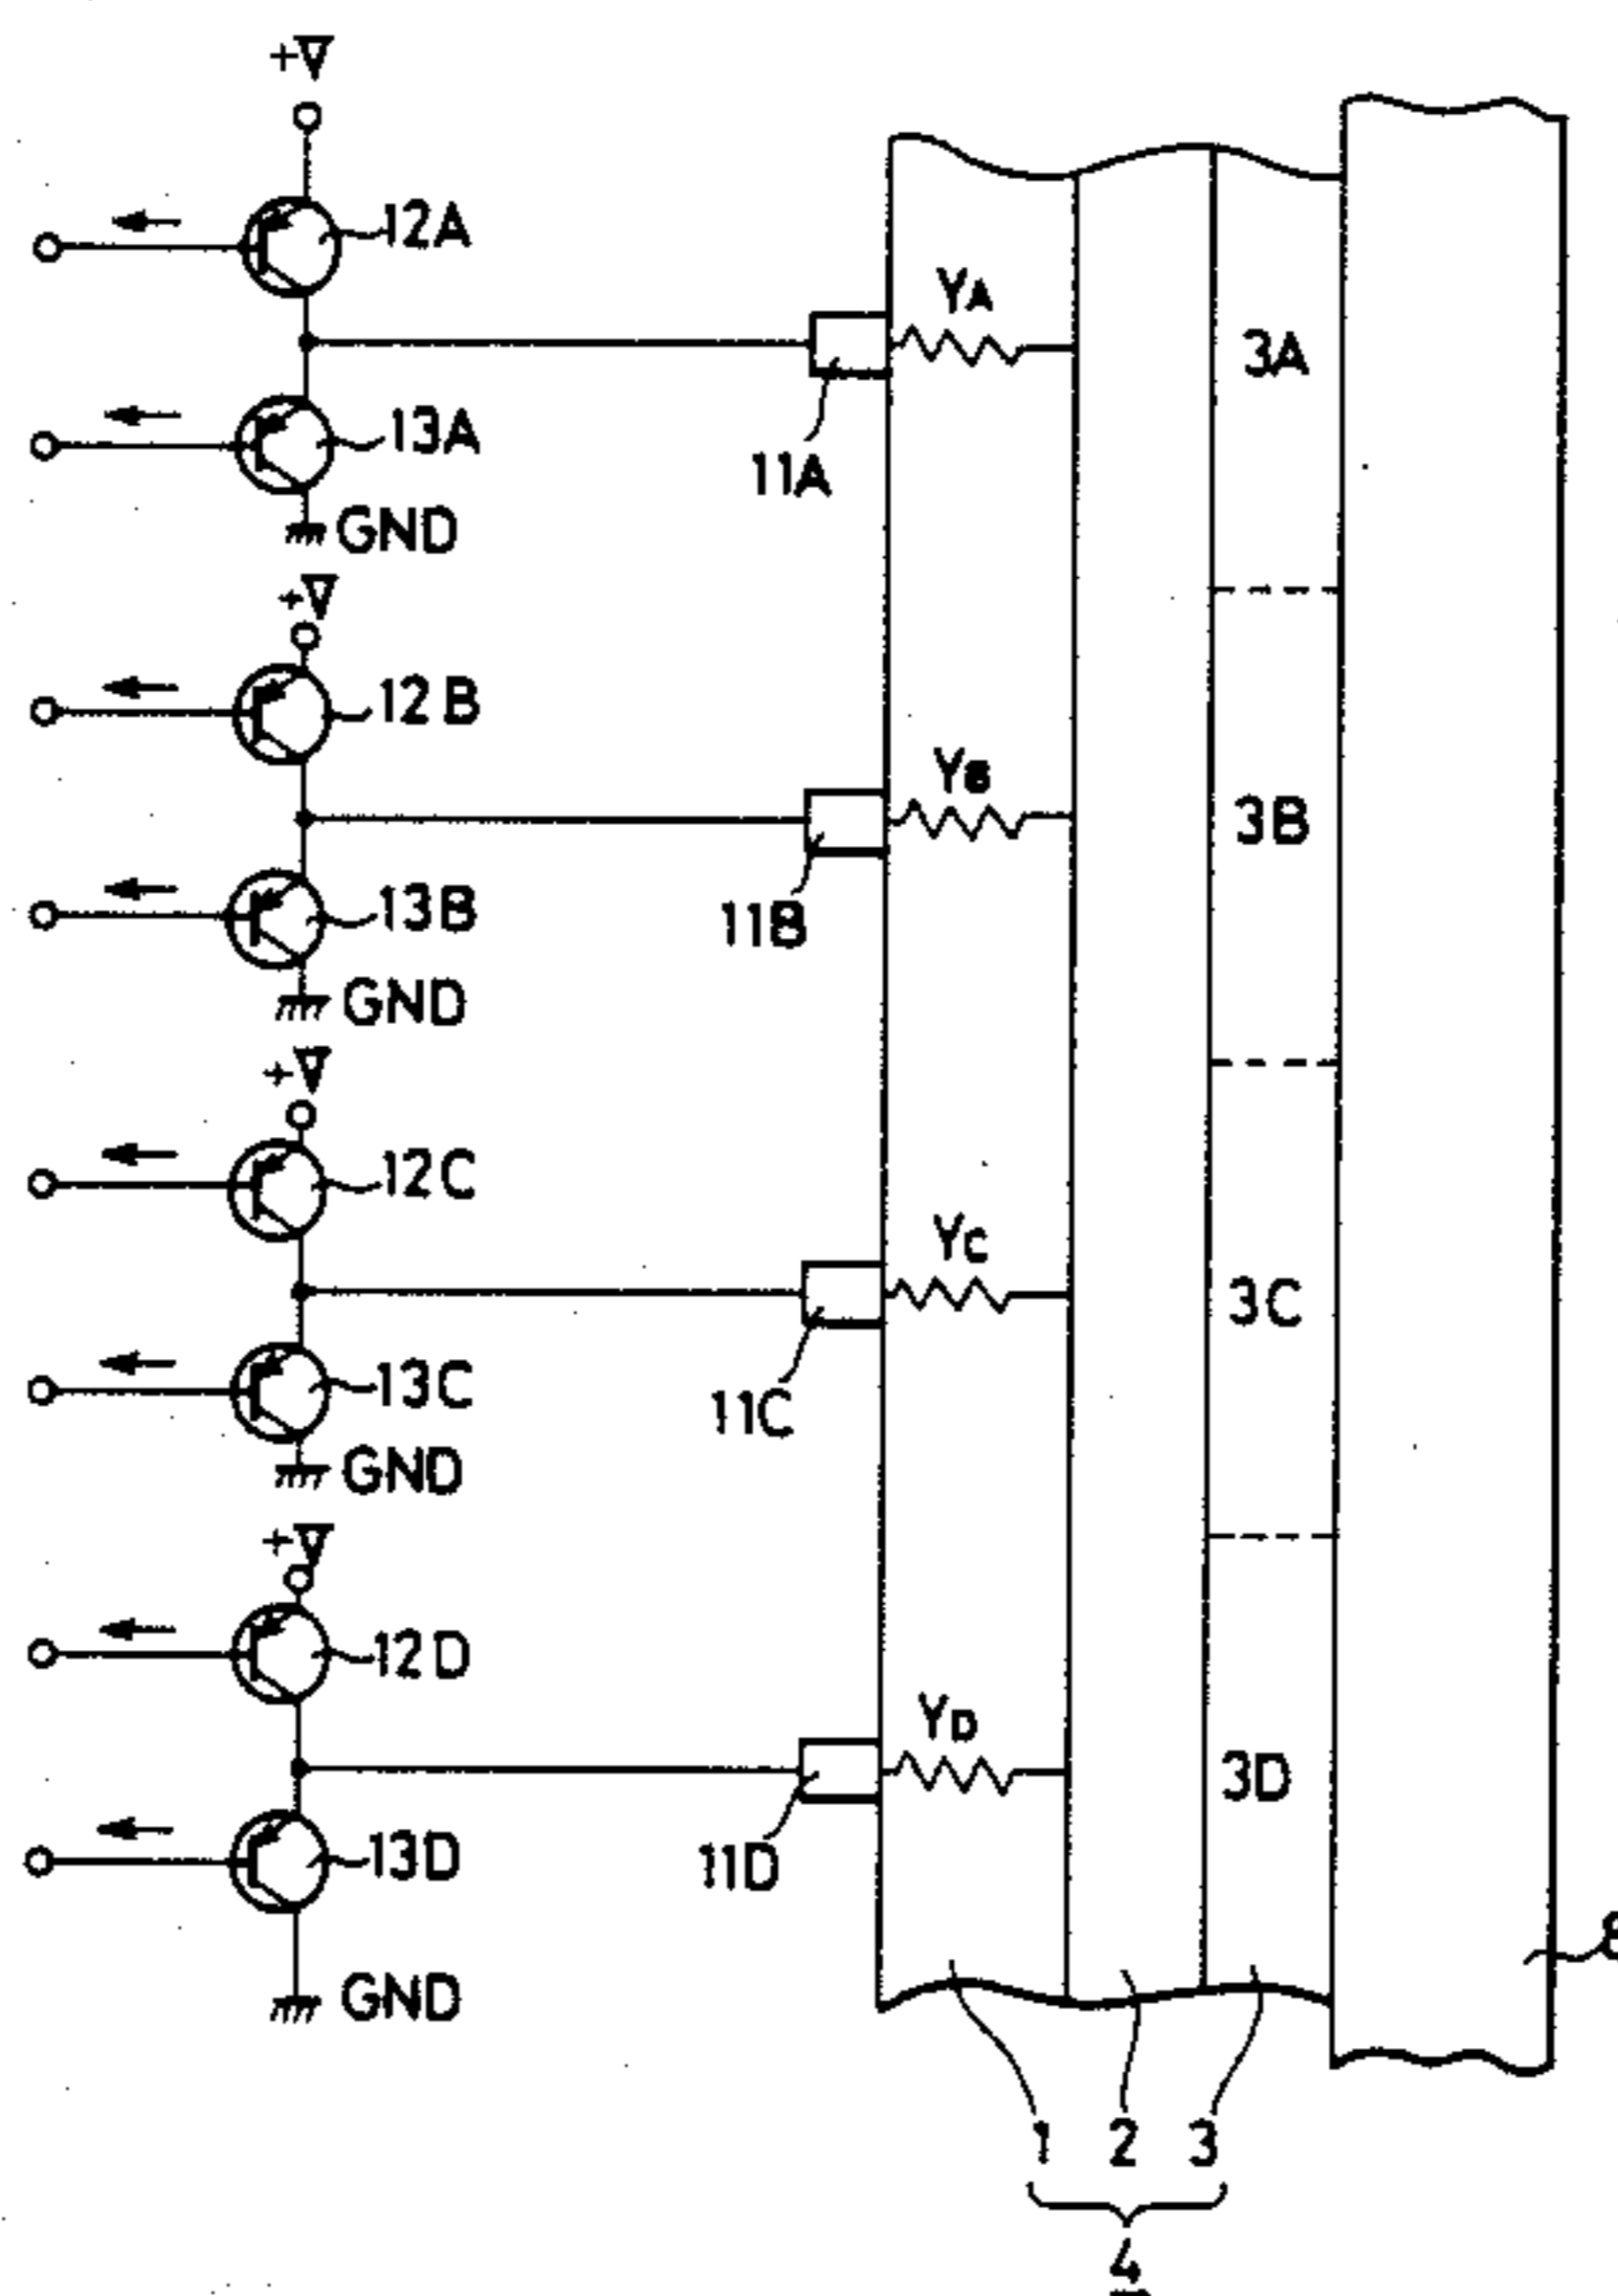 +V
12A
YA
3A
13A
11A
GND
+V
12B
YB
3B
13B
11B
GND
+V
12C
YC
3C
13C
11C
GND
+V
12D
YD
3D
13D
11D
8
GND
1 2 3
4